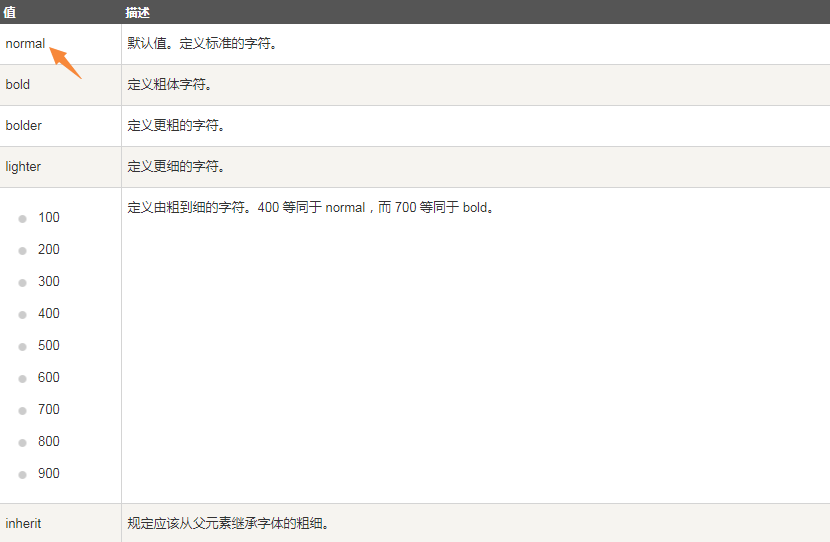 值 描述
normal 默认值。定义标准的字符。
bold 定义粗体字符。
bolder 定义更粗的字符。
lighter 定义更细的字符。
定义由粗到细的字符。400 等同于 normal，而 700 等同于 bold。
100
200
300
400
500
600
700
800
900
inherit 规定应该从父元素继承字体的粗细。